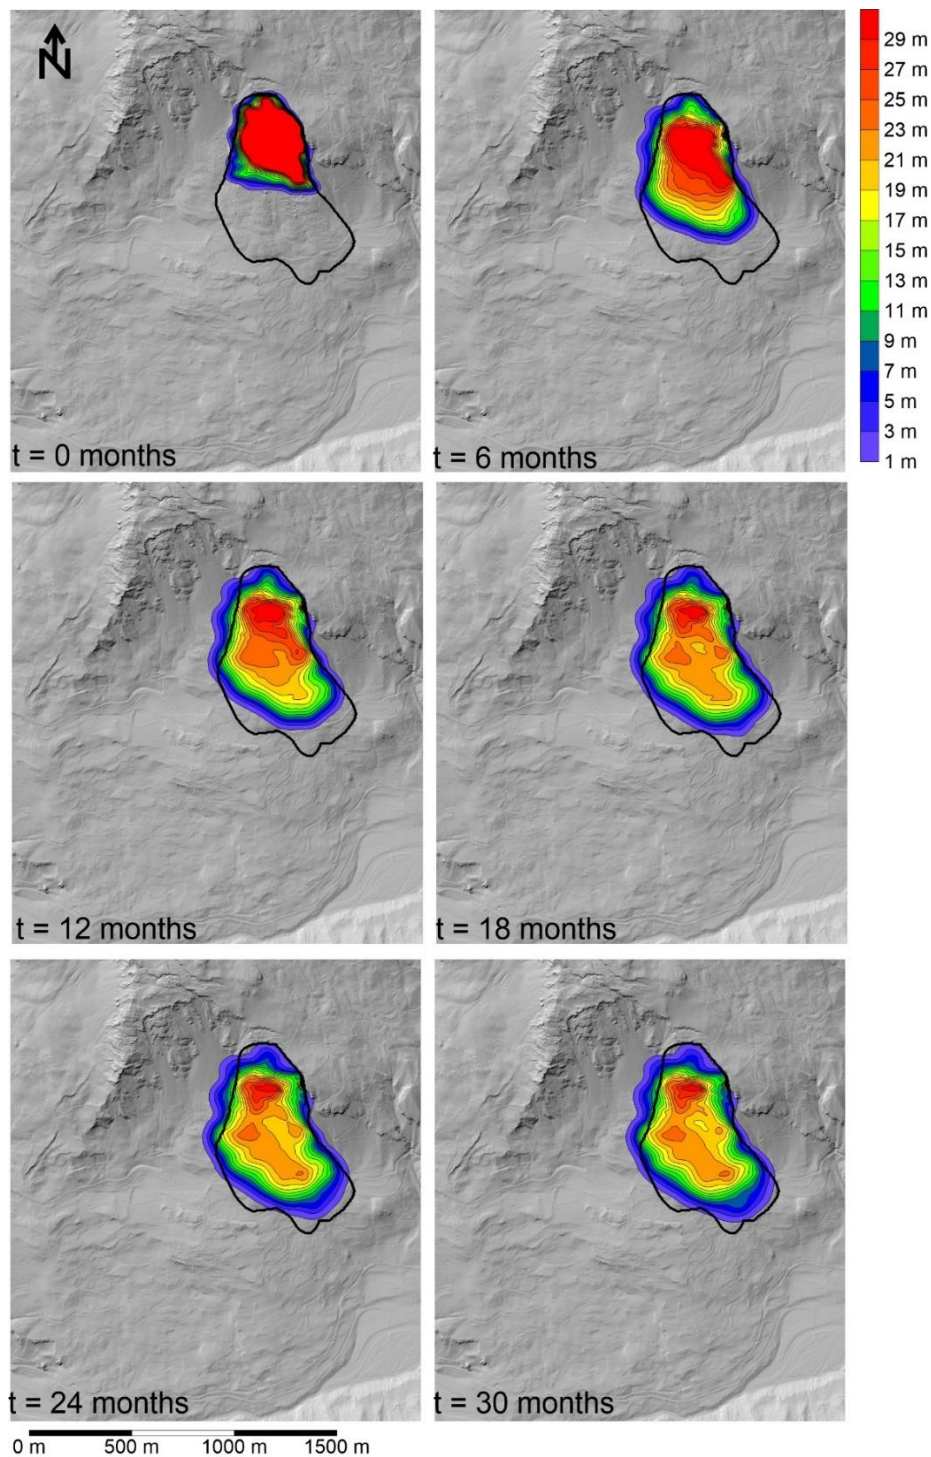 N
29 m
27 m
25 m
23 m
21 m
19 m
17 m
15 m
13 m
11 m
9 m
7 m
5 m
3 m
1 m
t = 0 months
t = 6 months
t = 12 months
t = 18 months
t = 24 months
t = 30 months
0 m 500 m 1000 m 1500 m